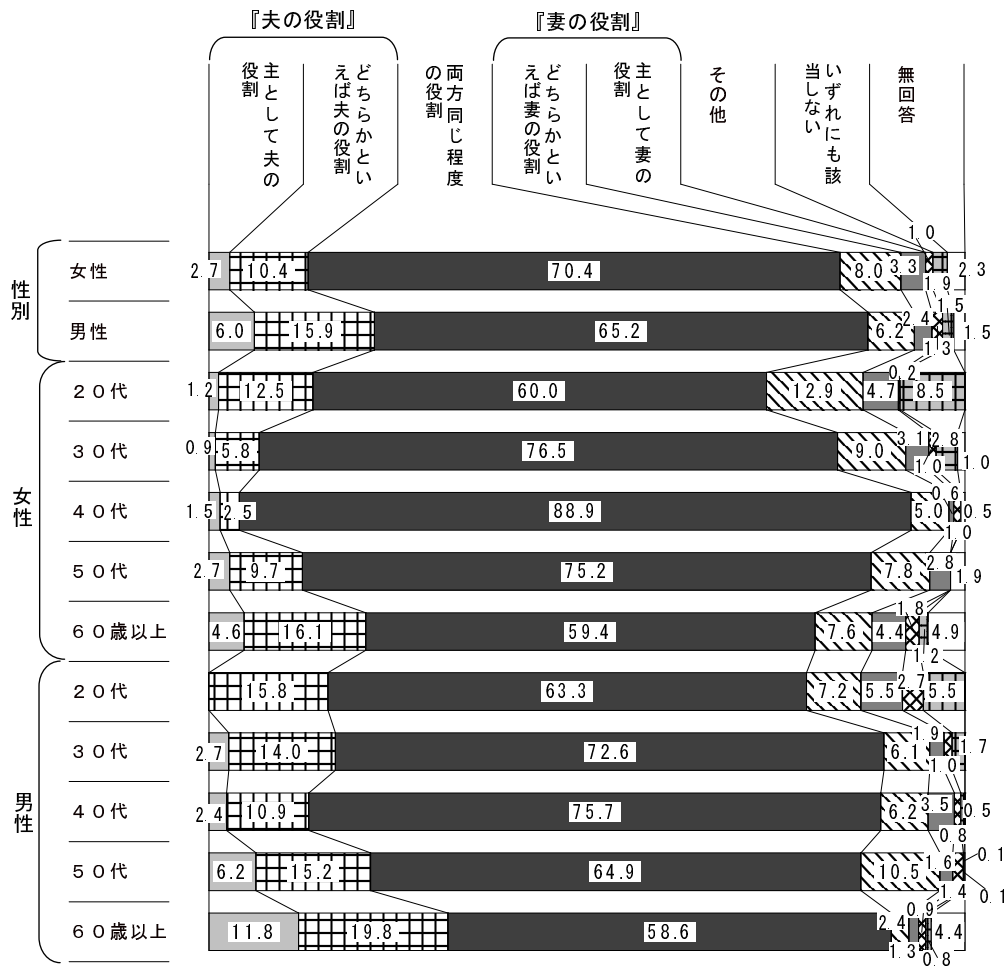 『夫の役割』
『妻の役割』
主として夫の
役割
どちらかとい
えば夫の役割
両方同じ程度
の役割
どちらかとい
えば妻の役割
主として妻の
役割
その他
いずれにも該
当しない
無回答
性別
女性 2.7 10.4 70.4 8.0 3.3 1.0 1.9 2.3
男性 6.0 15.9 65.2 6.2 2.4 1.3 1.5 1.5
女性
20代 1.2 12.5 60.0 12.9 4.7 0.2 8.5
30代 0.9 5.8 76.5 9.0 3.1 1.0 2.8 1.0
40代 1.5 2.5 88.9 5.0 0.6 1.0 0.5
50代 2.7 9.7 75.2 7.8 2.8 1.9
60歳以上 4.6 16.1 59.4 7.6 4.4 1.8 1.2 4.9
男性
20代 15.8 63.3 7.2 5.5 2.7 5.5
30代 2.7 14.0 72.6 6.1 1.9 1.0 1.7
40代 2.4 10.9 75.7 6.2 3.5 0.8 0.5
50代 6.2 15.2 64.9 10.5 1.6 1.4 0.1 0.1
60歳以上 11.8 19.8 58.6 2.4 1.3 0.9 0.8 4.4